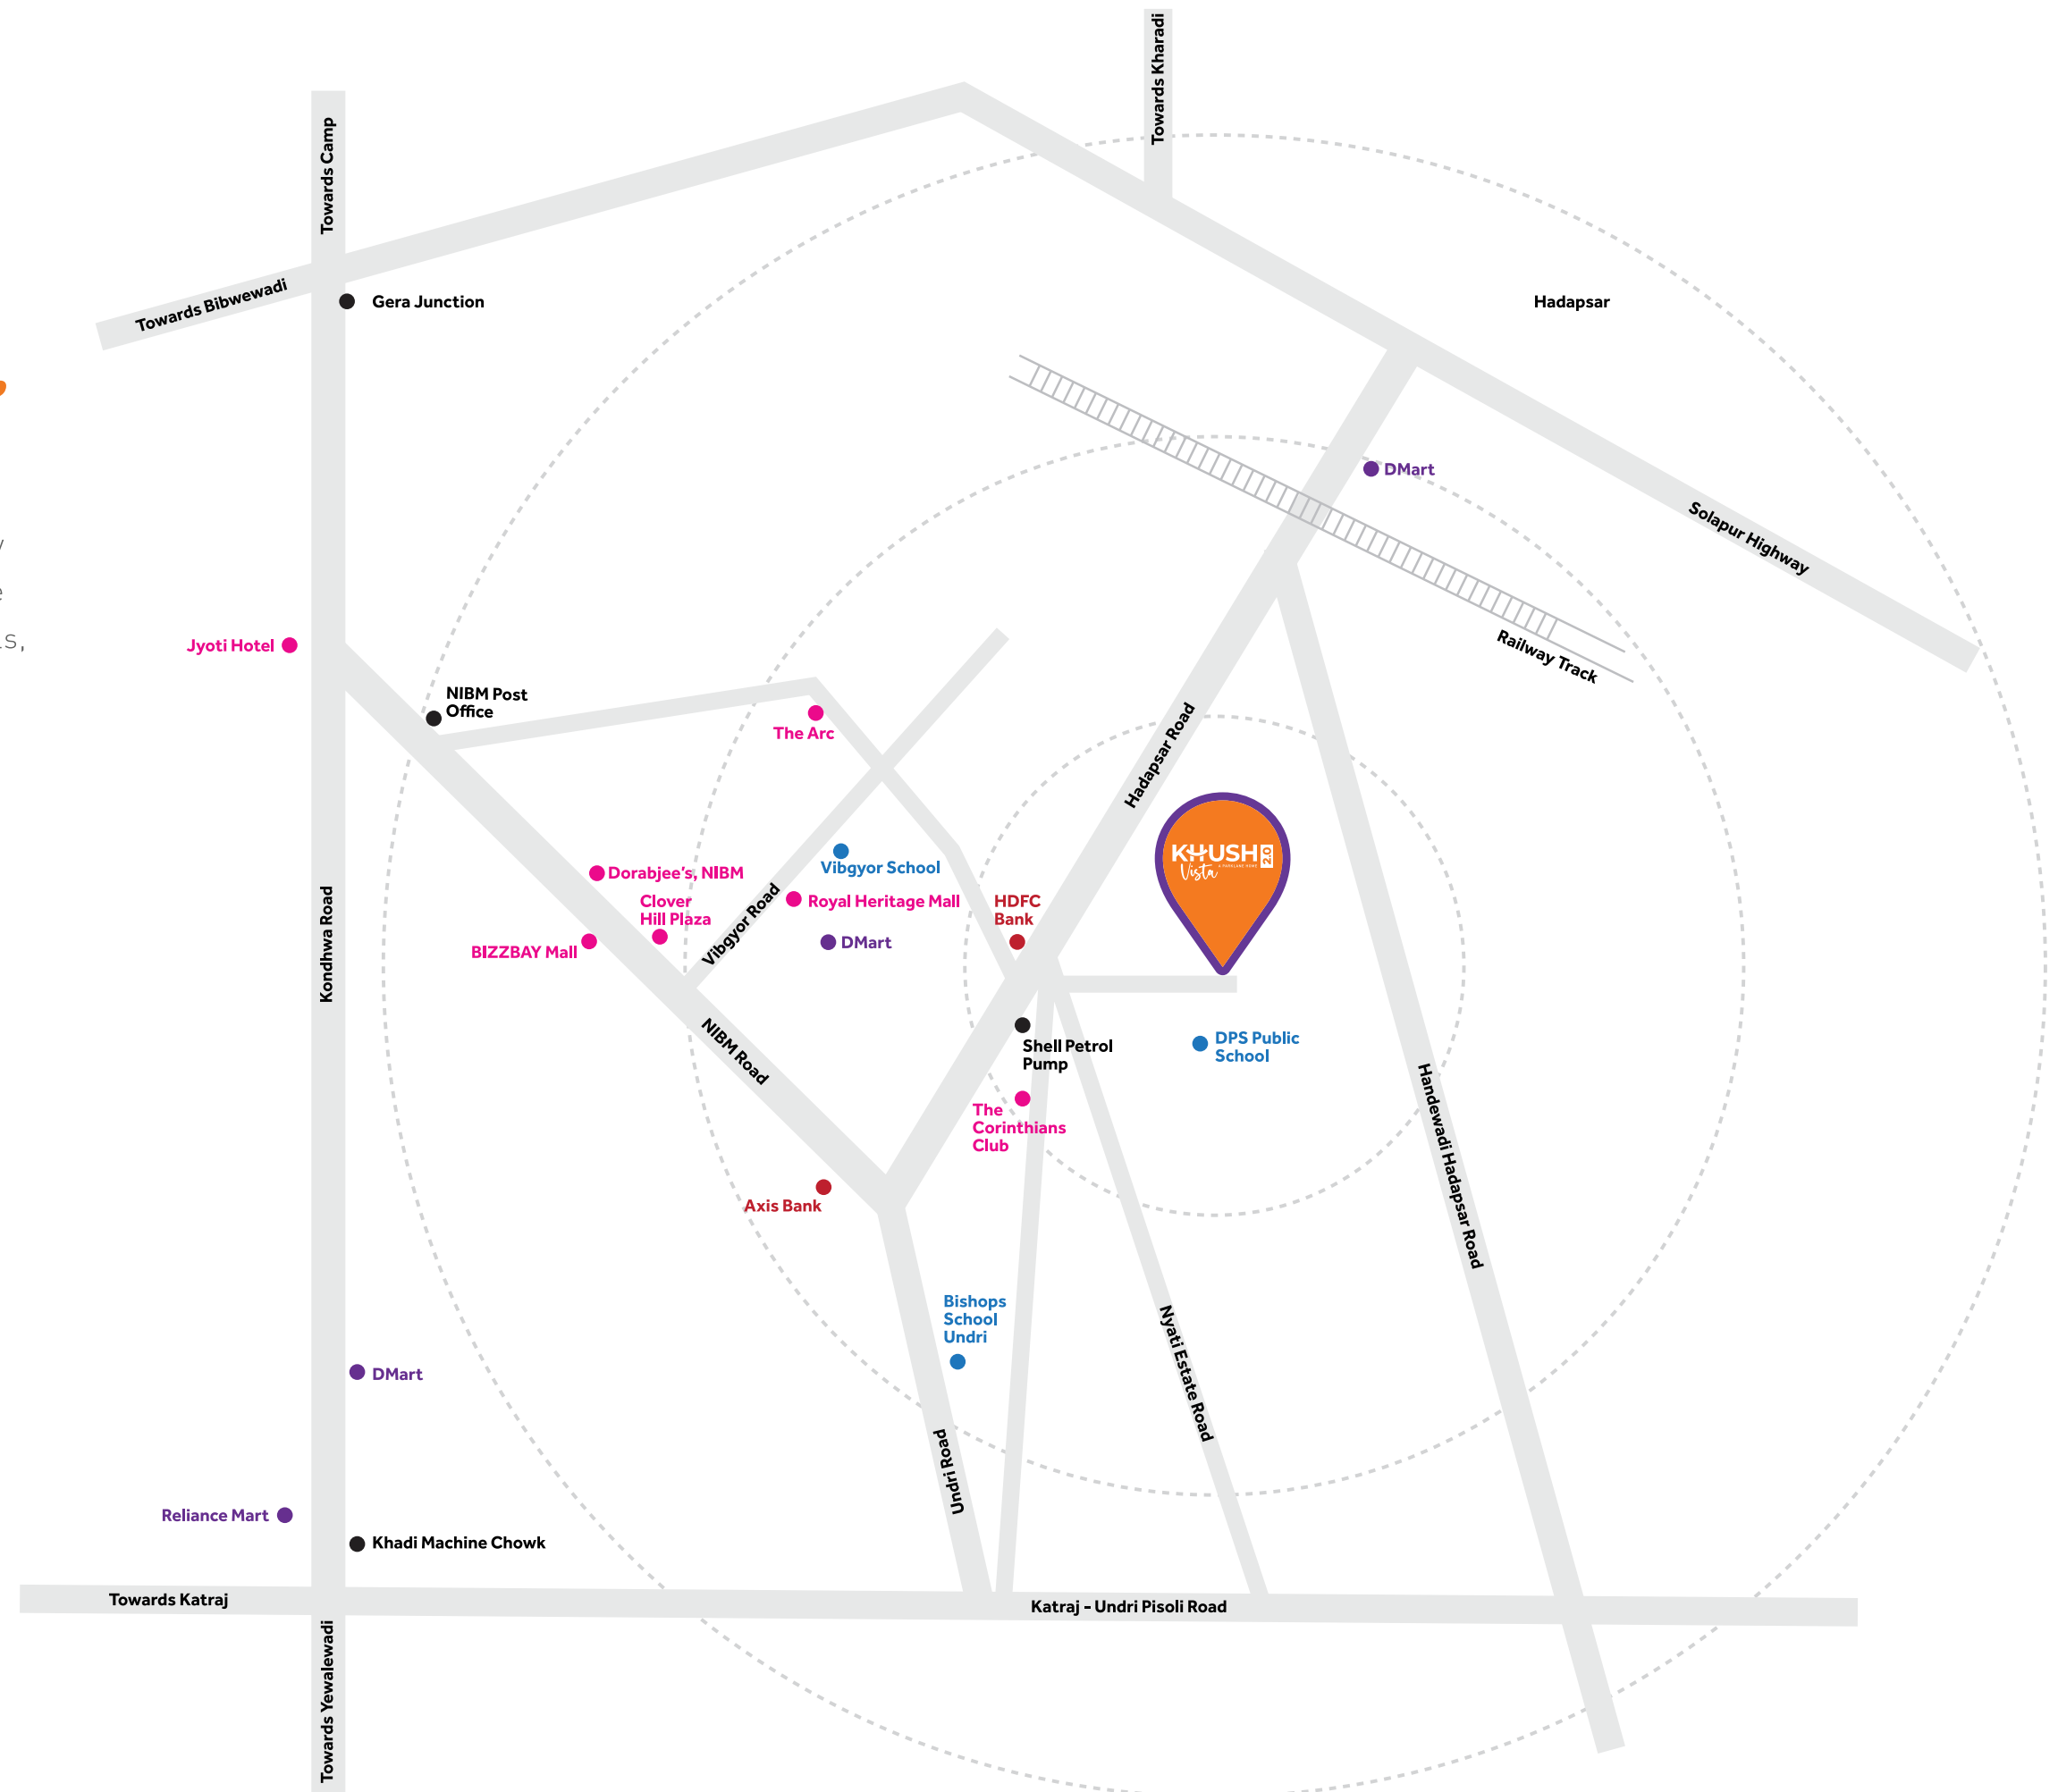 Towards Kharadi
Towards Camp
Towards Bibwewadi
Gera Junction
Hadapsar
DMart
Solapur Highway
Railway Track
Jyoti Hotel
NIBM Post
Office
The Arc
Hadapsar Road
KHUSH 2.0
Vista
Vibgyor School
Dorabjee's, NIBM
Clover
Hill Plaza
Royal Heritage Mall
HDFC
Bank
BIZZBAY Mall
Vibgyor Road
DMart
Kondhwa Road
NIBM Road
Shell Petrol
Pump
DPS Public
School
The
Corinthians
Club
Handewadi Hadapsar Road
Axis Bank
Bishops
School
Undri
Nyati Estate Road
DMart
Undri Road
Reliance Mart
Khadi Machine Chowk
Towards Katraj
Katraj - Undri Pisoli Road
Towards Yewalewadi